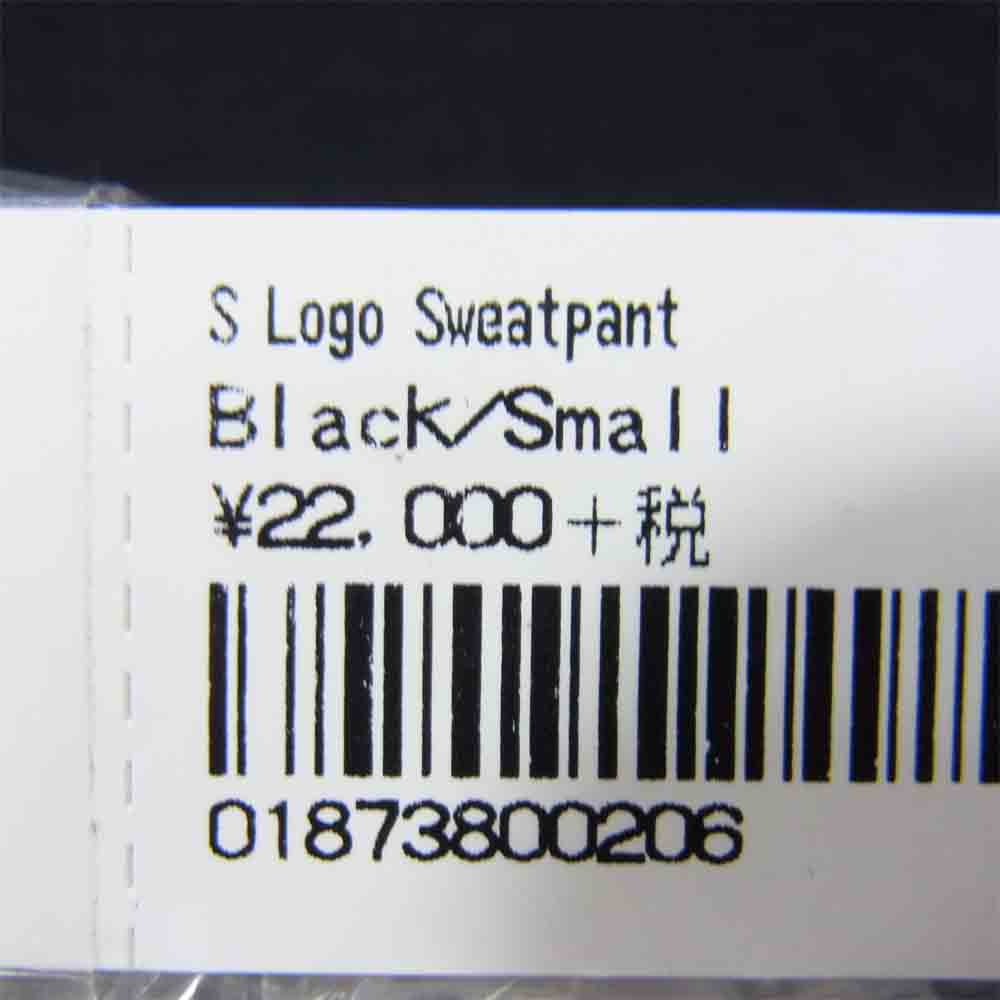 S Logo Sweatpant
Black/Small
¥22,000+税
01873800206